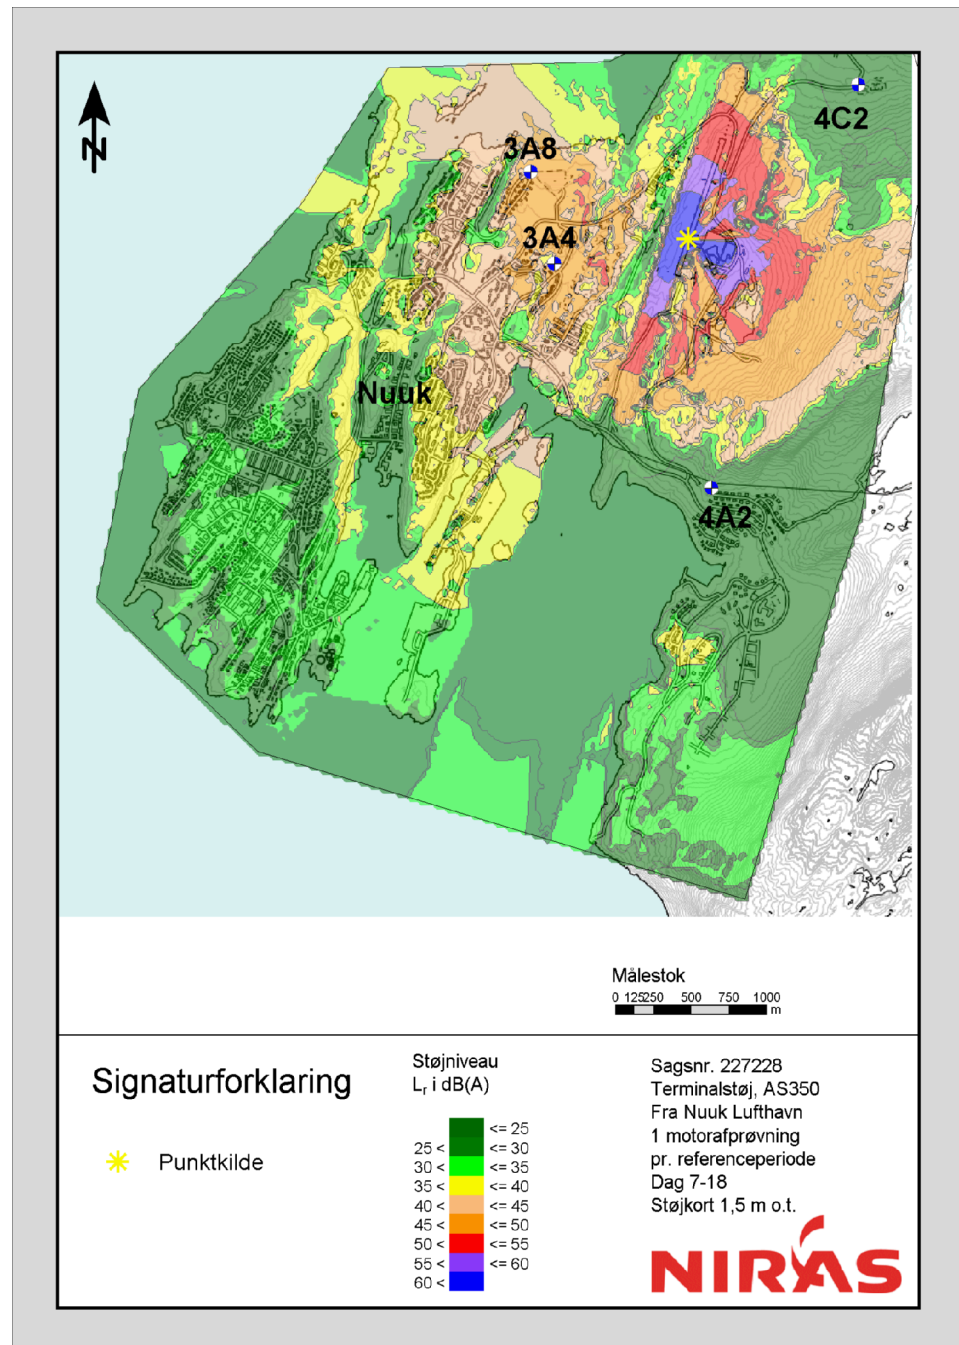 N
4C2
3A8
3A4
Nuuk
4A2
Målestok
0 125250 500 750 1000
m
Signaturforklaring
Punktkilde
Støjniveau
Lr i dB(A)
<= 25
25 < <= 30
30 < <= 35
35 < <= 40
40 < <= 45
45 < <= 50
50 < <= 55
55 < <= 60
60 <
Sagsnr. 227228
Terminalstøj, AS350
Fra Nuuk Lufthavn
1 motorafprøvning
pr. referenceperiode
Dag 7-18
Støjkort 1,5 m o.t.
NIRAS